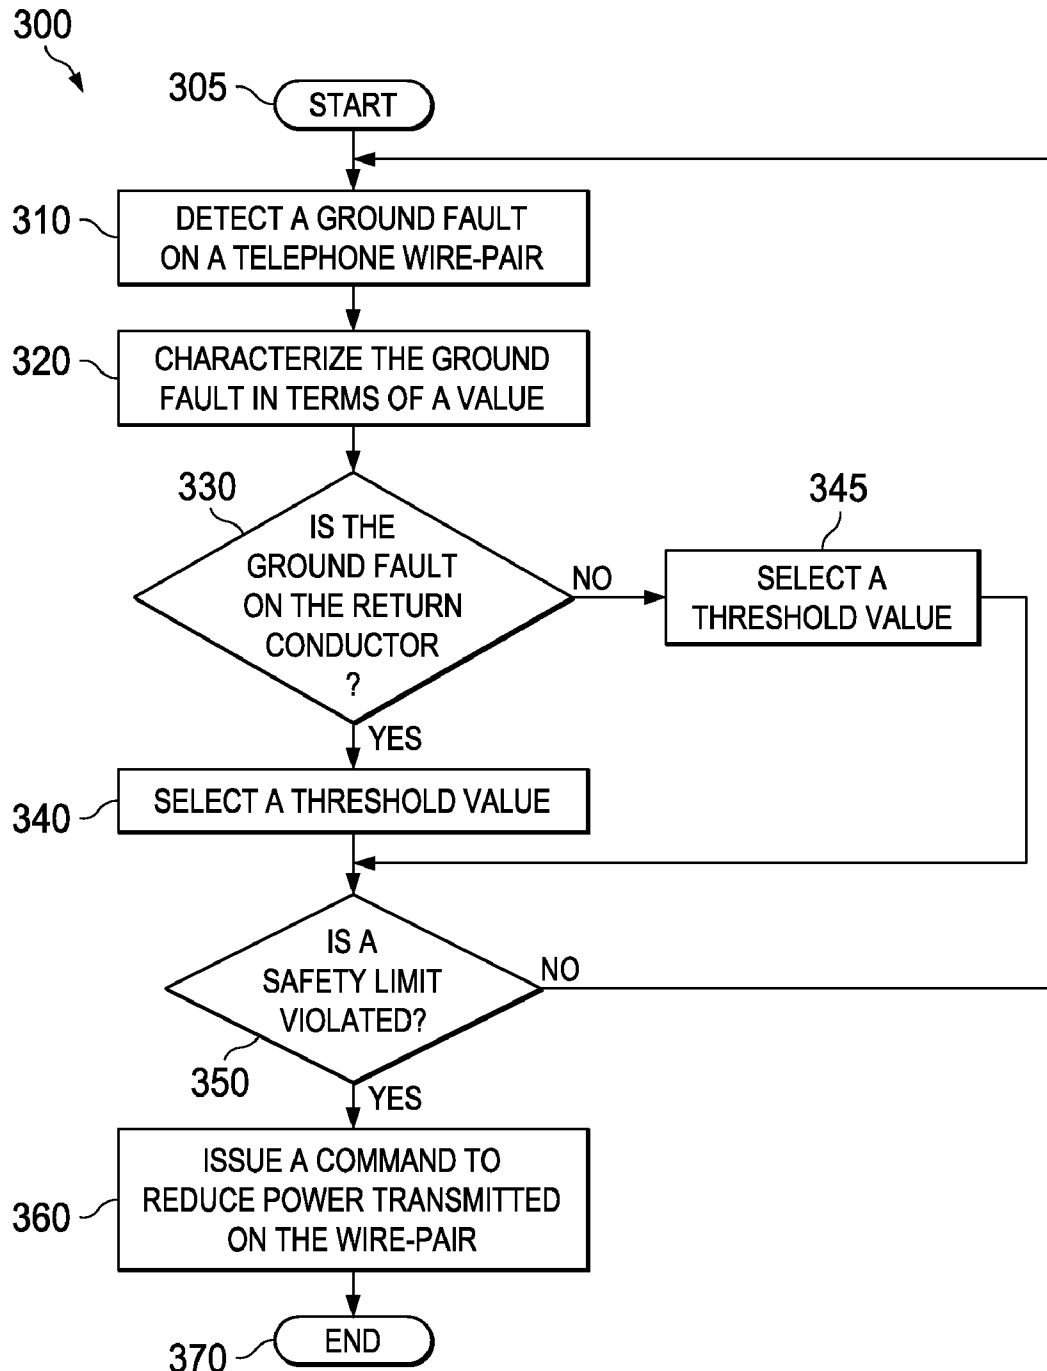 300
305
START
310
DETECT A GROUND FAULT
ON A TELEPHONE WIRE-PAIR
320
CHARACTERIZE THE GROUND
FAULT IN TERMS OF A VALUE
330
IS THE
GROUND FAULT
ON THE RETURN
CONDUCTOR
?
NO
345
SELECT A
THRESHOLD VALUE
YES
340
SELECT A THRESHOLD VALUE
IS A
SAFETY LIMIT
VIOLATED?
NO
350
YES
360
ISSUE A COMMAND TO
REDUCE POWER TRANSMITTED
ON THE WIRE-PAIR
370
END